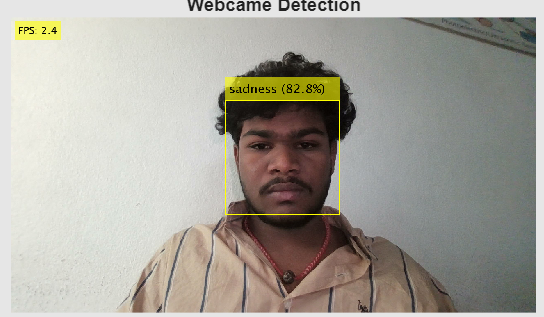 Webcame Detection
FPS: 2.4
sadness (82.8%)